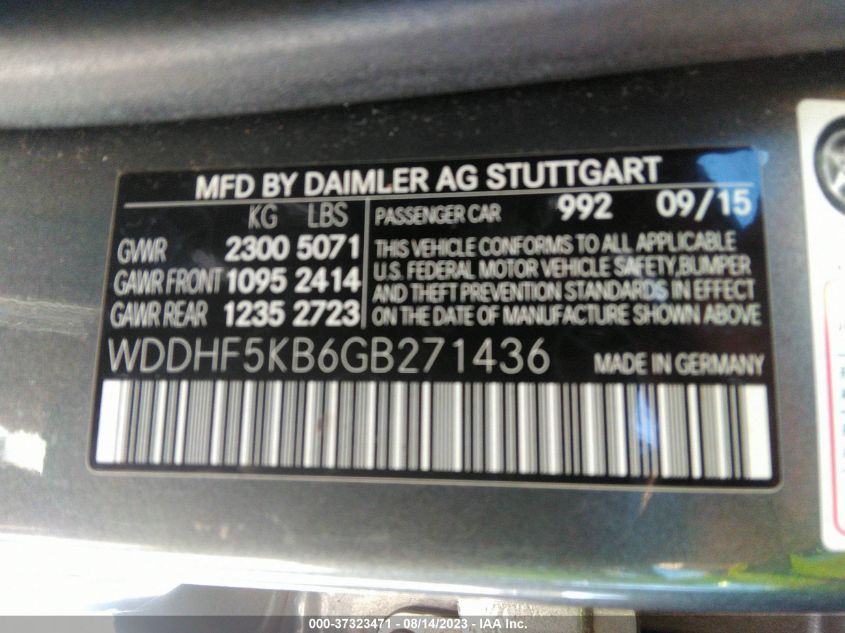 MFD BY DAIMLER AG STUTTGART
KG LBS
GVWR 2300 5071
GAWR FRONT 1095 2414
GAWR REAR 1235 2723
PASSENGER CAR 992 09/15
THIS VEHICLE CONFORMS TO ALL APPLICABLE
U.S. FEDERAL MOTOR VEHICLE SAFETY,BUMPER
AND THEFT PREVENTION STANDARDS IN EFFECT
ON THE DATE OF MANUFACTURE SHOWN ABOVE
WDDHF5KB6GB271436 MADE IN GERMANY
000-37323471 - 08/14/2023 - IAA Inc.